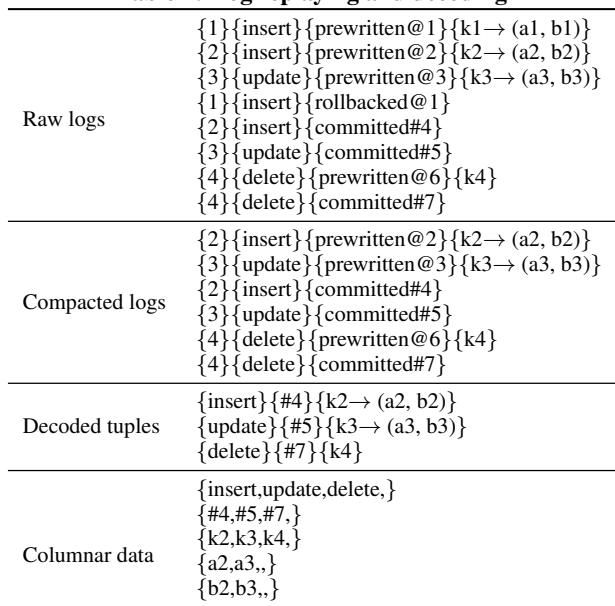 {1}{insert}{prewritten@1}{k1→ (a1, b1)}
{2}{insert}{prewritten@2}{k2→ (a2, b2)}
{3}{update}{prewritten@3}{k3→ (a3, b3)}
Raw logs
{1}{insert}{rollbacked@1}
{2}{insert}{committed#4}
{3}{update}{committed#5}
{4}{delete}{prewritten@6}{k4}
{4}{delete}{committed#7}
{2}{insert}{prewritten@2}{k2→ (a2, b2)}
{3}{update}{prewritten@3}{k3→ (a3, b3)}
Compacted logs
{2}{insert}{committed#4}
{3}{update}{committed#5}
{4}{delete}{prewritten@6}{k4}
{4}{delete}{committed#7}
{insert}{#4}{k2→ (a2, b2)}
Decoded tuples
{update}{#5}{k3→ (a3, b3)}
{delete}{#7}{k4}
{insert,update,delete,}
{#4,#5,#7,}
Columnar data
{k2,k3,k4,}
{a2,a3,,}
{b2,b3,,}